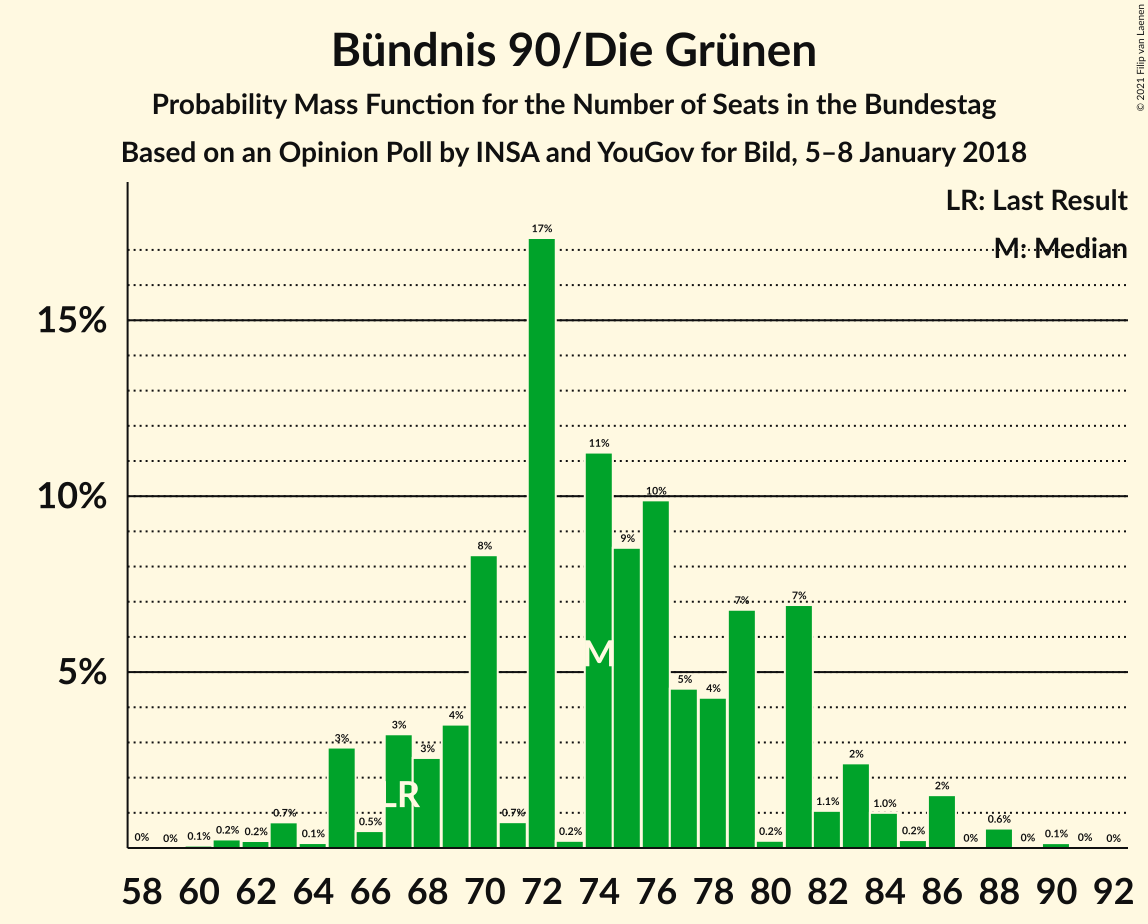 Bündnis 90/Die Grünen
Probability Mass Function for the Number of Seats in the Bundestag
Based on an Opinion Poll by INSA and YouGov for Bild, 5–8 January 2018
© 2021 Filip van Laenen
LR: Last Result
M: Median
15%
10%
5%
0% 0% 0.1% 0.2% 0.2% 0.7% 0.1% 3% 0.5% 3% 3% 4% 8% 0.7% 17% 0.2% 11% 9% 10% 5% 4% 7% 0.2% 7% 1.1% 2% 1.0% 0.2% 2% 0% 0.6% 0% 0.1% 0% 0%
LR
M
58 60 62 64 66 68 70 72 74 76 78 80 82 84 86 88 90 92